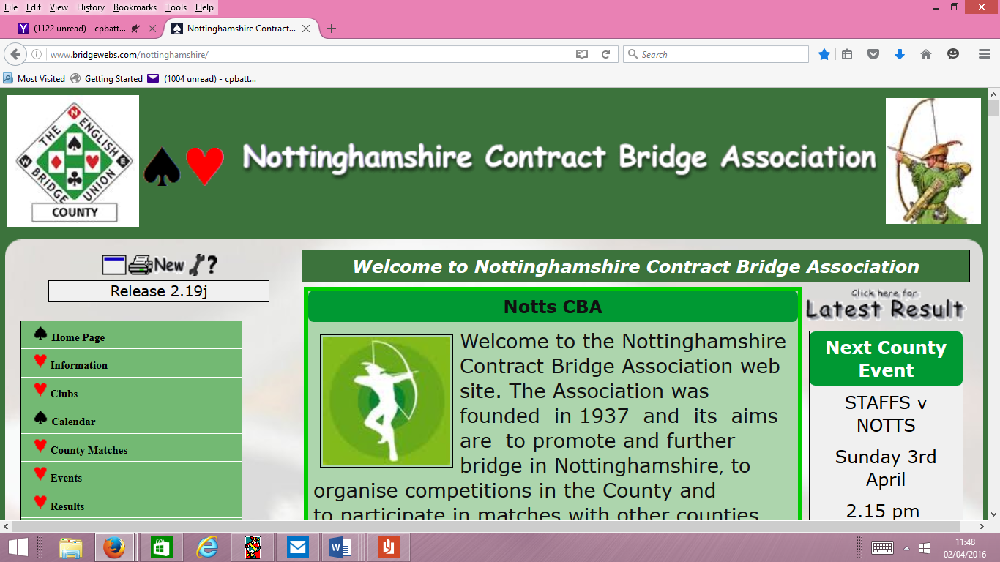 File Edit View History Bookmarks Tools Help
(1122 unread) - cpbatt...
Nottinghamshire Contract...
www.bridgewebs.com/nottinghamshire/
Search
Most Visited Getting Started (1004 unread) - cpbatt...
THE ENGLISH BRIDGE UNION
N
W E
COUNTY
Nottinghamshire Contract Bridge Association
New ?
Release 2.19j
Home Page
Information
Clubs
Calendar
County Matches
Events
Results
Welcome to Nottinghamshire Contract Bridge Association
Notts CBA
Welcome to the Nottinghamshire
Contract Bridge Association web
site. The Association was
founded in 1937 and its aims
are to promote and further
bridge in Nottinghamshire, to
organise competitions in the County and
to participate in matches with other counties.
Click here for
Latest Result
Next County
Event
STAFFS v
NOTTS
Sunday 3rd
April
2.15 pm
11:48
02/04/2016